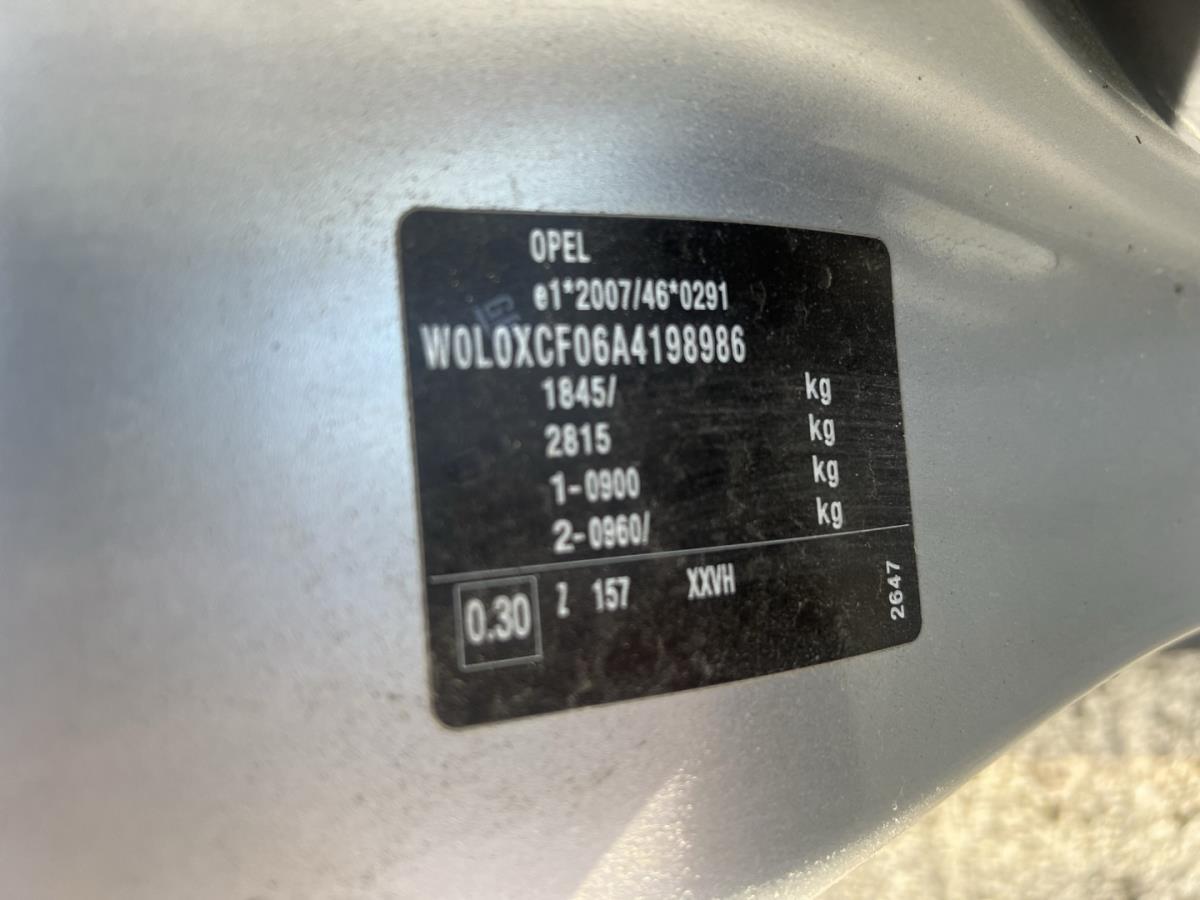 OPEL
e1*2007/46*0291
W0L0XCF06A4198986
1845/ kg
2815 kg
1-0900 kg
2-0960/ kg
0.30 Z 157 XXVH
2647